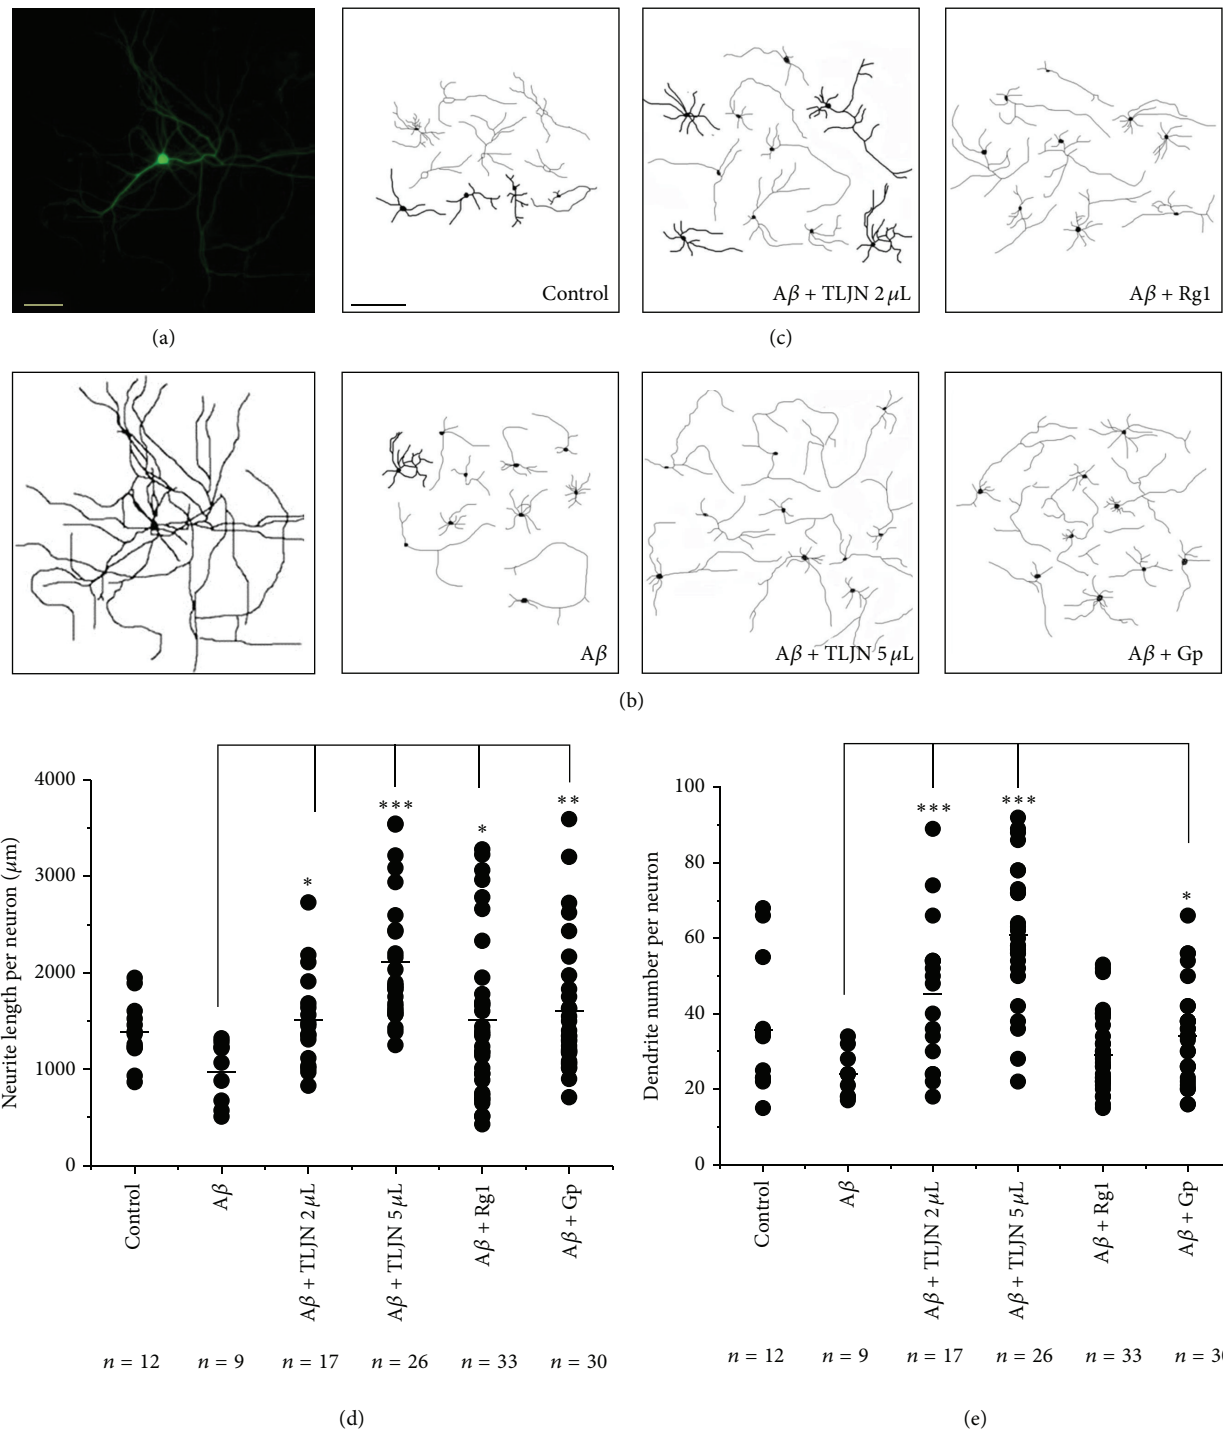 Control
Aβ + TLJN 2 μL
Aβ + Rg1
(a)
(c)
Aβ
Aβ + TLJN 5 μL
Aβ + Gp
(b)
Neurite length per neuron (μm)
4000
3000
2000
1000
0
*
***
*
**
Control
Aβ
Aβ + TLJN 2 μL
Aβ + TLJN 5 μL
Aβ + Rg1
Aβ + Gp
n = 12
n = 9
n = 17
n = 26
n = 33
n = 30
(d)
Dendrite number per neuron
100
80
60
40
20
0
***
***
*
Control
Aβ
Aβ + TLJN 2 μL
Aβ + TLJN 5 μL
Aβ + Rg1
Aβ + Gp
n = 12
n = 9
n = 17
n = 26
n = 33
n = 3
(e)